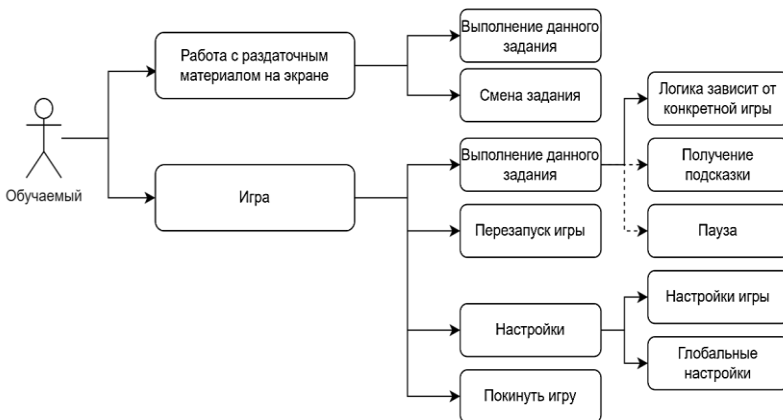 Обучаемый
Работа с раздаточным
материалом на экране
Игра
Выполнение данного
задания
Смена задания
Выполнение данного
задания
Перезапуск игры
Настройки
Покинуть игру
Логика зависит от
конкретной игры
Получение
подсказки
Пауза
Настройки игры
Глобальные
настройки